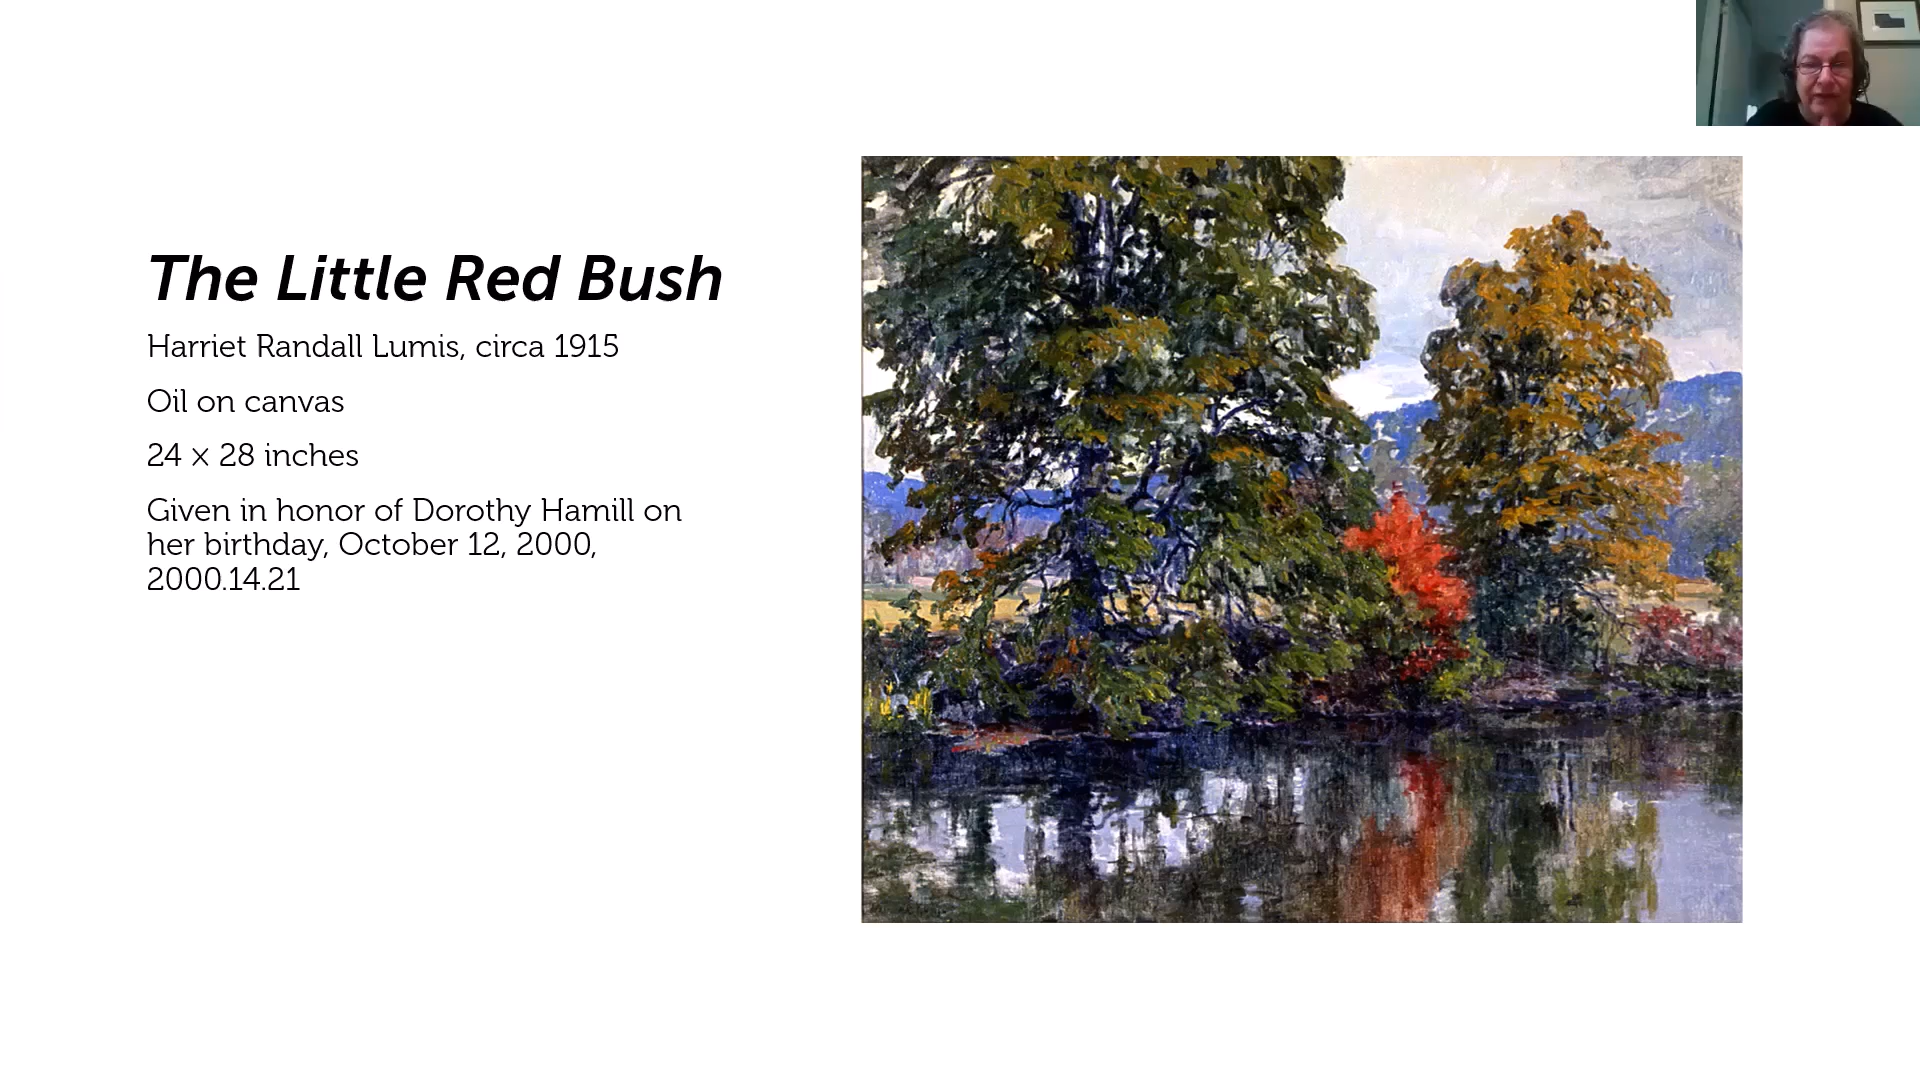 The Little Red Bush
Harriet Randall Lumis, circa 1915
Oil on canvas
24 × 28 inches
Given in honor of Dorothy Hamill on
her birthday, October 12, 2000,
2000.14.21